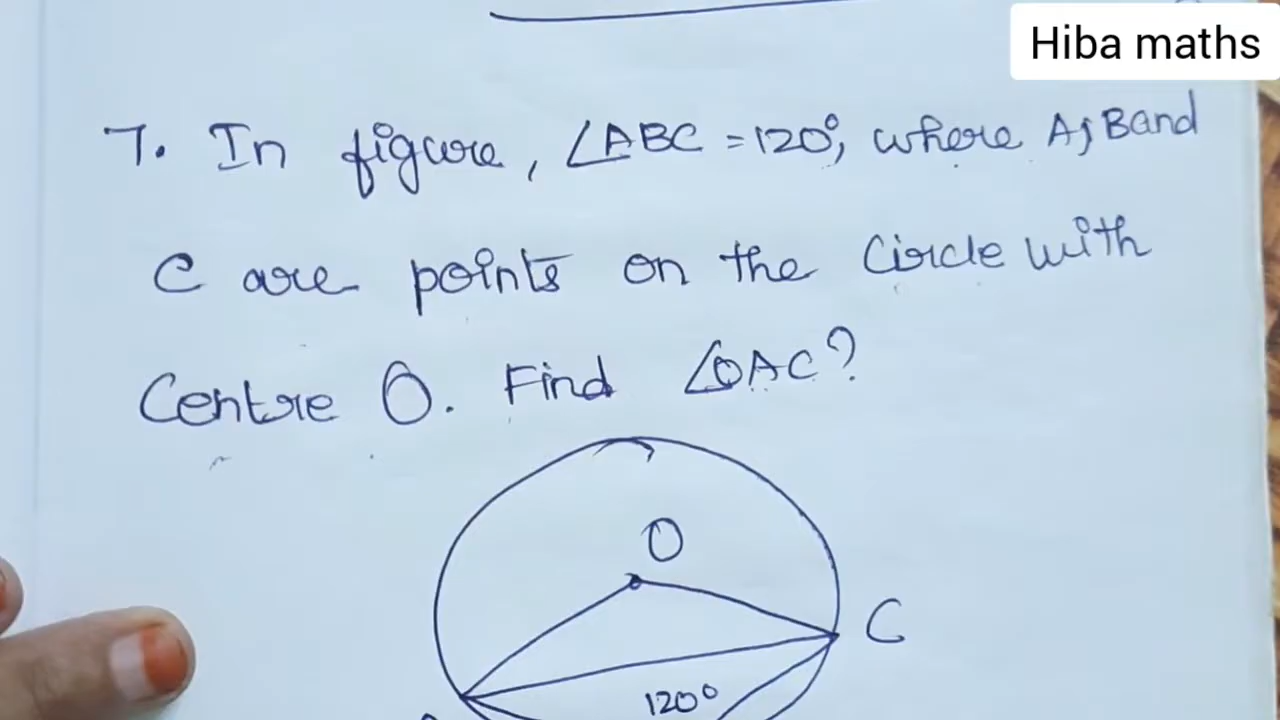 Hiba maths
7. In figure, ∠ABC = 120°, where A, B and
C are points on the Circle with
Centre O. Find ∠OAC?
O
C
120°